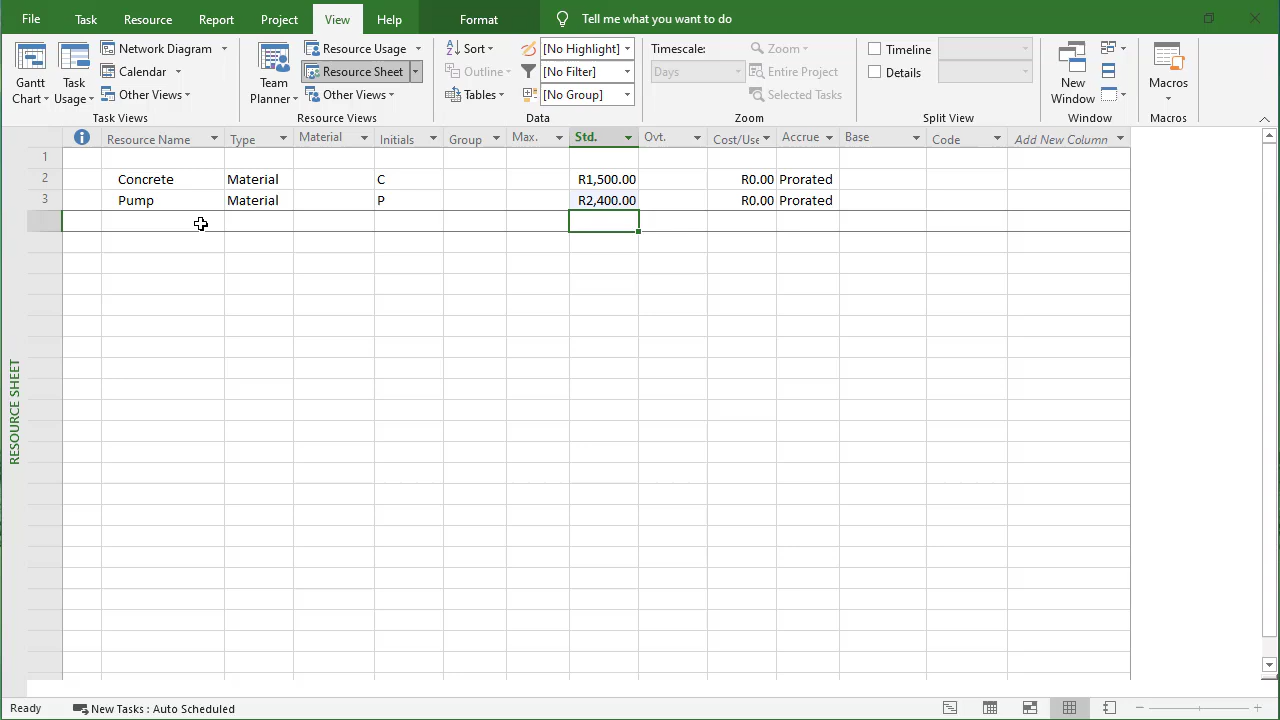 File Task Resource Report Project View Help Format Tell me what you want to do
Network Diagram Resource Usage Sort [No Highlight] Timescale: Zoom Timeline
Calendar Resource Sheet Outline [No Filter] Days Entire Project Details
Gantt Chart Task Usage Other Views Team Planner Other Views Tables [No Group] Selected Tasks New Window Macros
Task Views Resource Views Data Zoom Split View Window Macros
Resource Name Type Material Initials Group Max. Std. Ovt. Cost/Use Accrue Base Code Add New Column
1
2 Concrete Material C R1,500.00 R0.00 Prorated
3 Pump Material P R2,400.00 R0.00 Prorated
RESOURCE SHEET
Ready New Tasks : Auto Scheduled